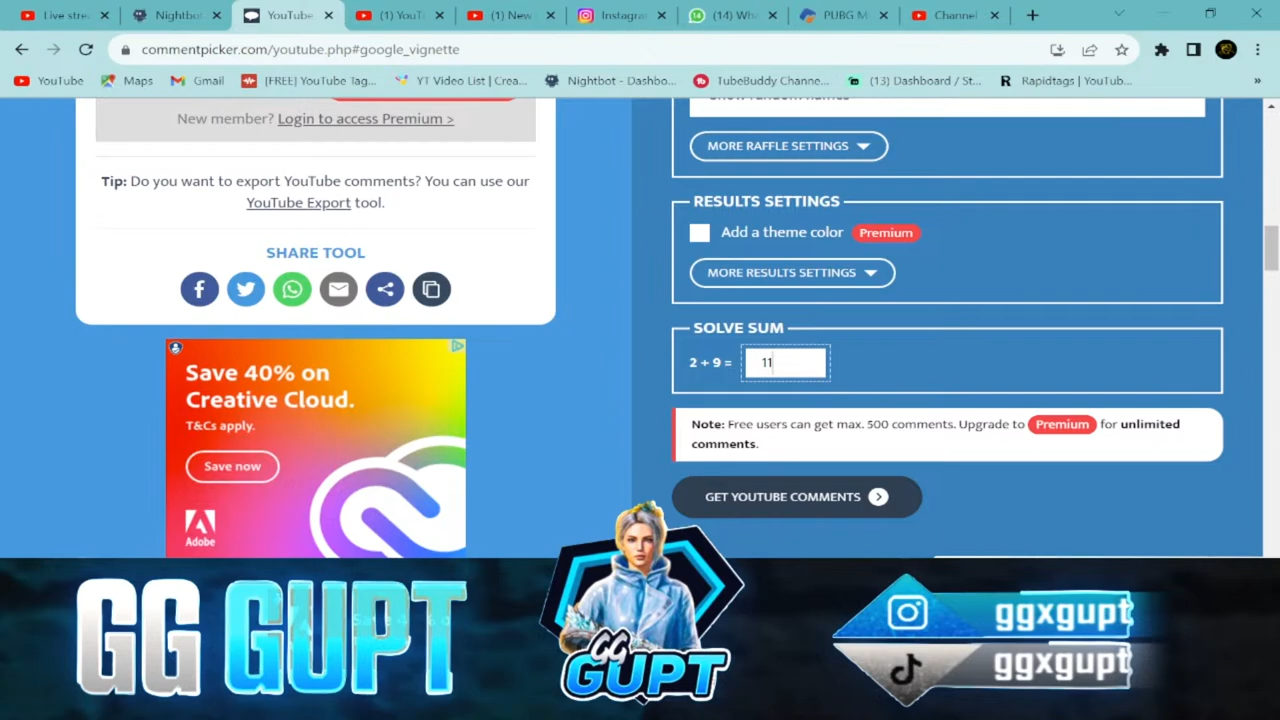 Live stre
Nightbot
YouTube
(1) YouT
(1) New
Instagra
(14) Wha
PUBG M
Channel
commentpicker.com/youtube.php#google_vignette
YouTube
Maps
Gmail
[FREE] YouTube Tag...
YT Video List | Crea...
Nightbot - Dashbo...
TubeBuddy Channe...
(13) Dashboard / St...
Rapidtags | YouTub...
»
New member? Login to access Premium >
Tip: Do you want to export YouTube comments? You can use our
YouTube Export tool.
SHARE TOOL
Save 40% on
Creative Cloud.
T&Cs apply.
Save now
Adobe
MORE RAFFLE SETTINGS
RESULTS SETTINGS
Add a theme color Premium
MORE RESULTS SETTINGS
SOLVE SUM
2 + 9 = 11
Note: Free users can get max. 500 comments. Upgrade to Premium for unlimited
comments.
GET YOUTUBE COMMENTS
GG GUPT
GG
GUPT
ggxgupt
ggxgupt